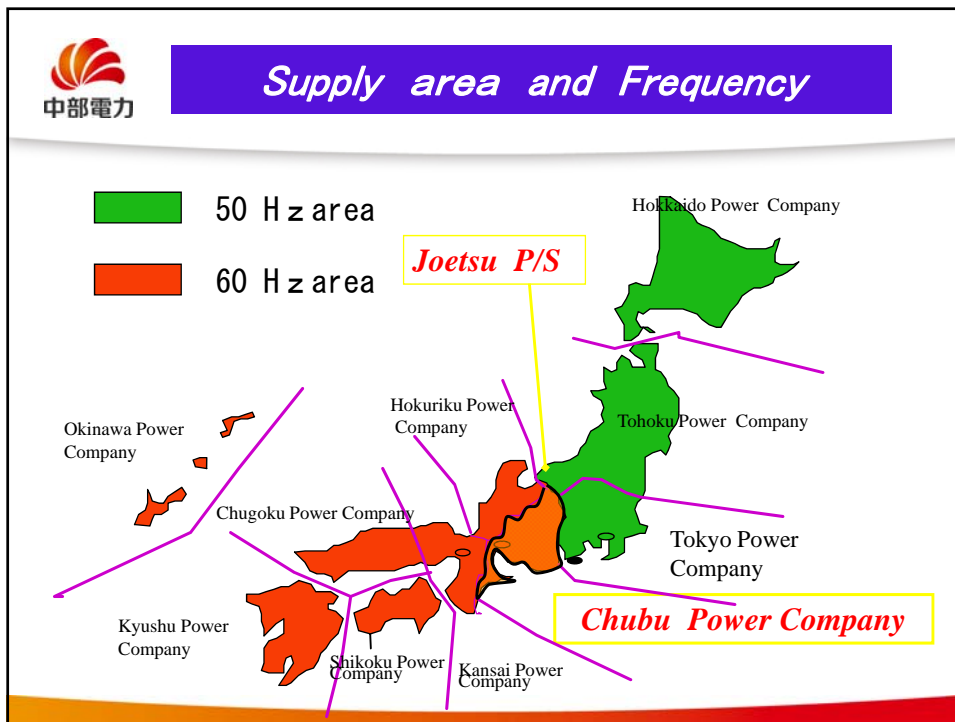 中部電力
Supply area and Frequency
50 Hz area
60 Hz area
Hokkaido Power Company
Joetsu P/S
Hokuriku Power
Company
Tohoku Power Company
Okinawa Power
Company
Chugoku Power Company
Tokyo Power
Company
Chubu Power Company
Kyushu Power
Company
Shikoku Power
Company
Kansai Power
Company